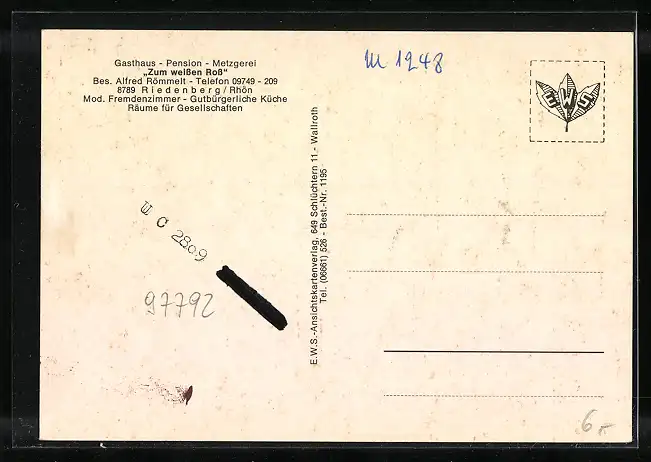 Gasthaus - Pension - Metzgerei
„Zum weißen Roß"
Bes. Alfred Römmelt - Telefon 09749 - 209
8789 Riedenberg/Rhön
Mod. Fremdenzimmer - Gutbürgerliche Küche
Räume für Gesellschaften
M 1248
EWS
E.W.S.-Ansichtskartenverlag, 649 Schlüchtern 11 - Wallroth
Tel. (06661) 526 - Best.-Nr. 1195
97792
6